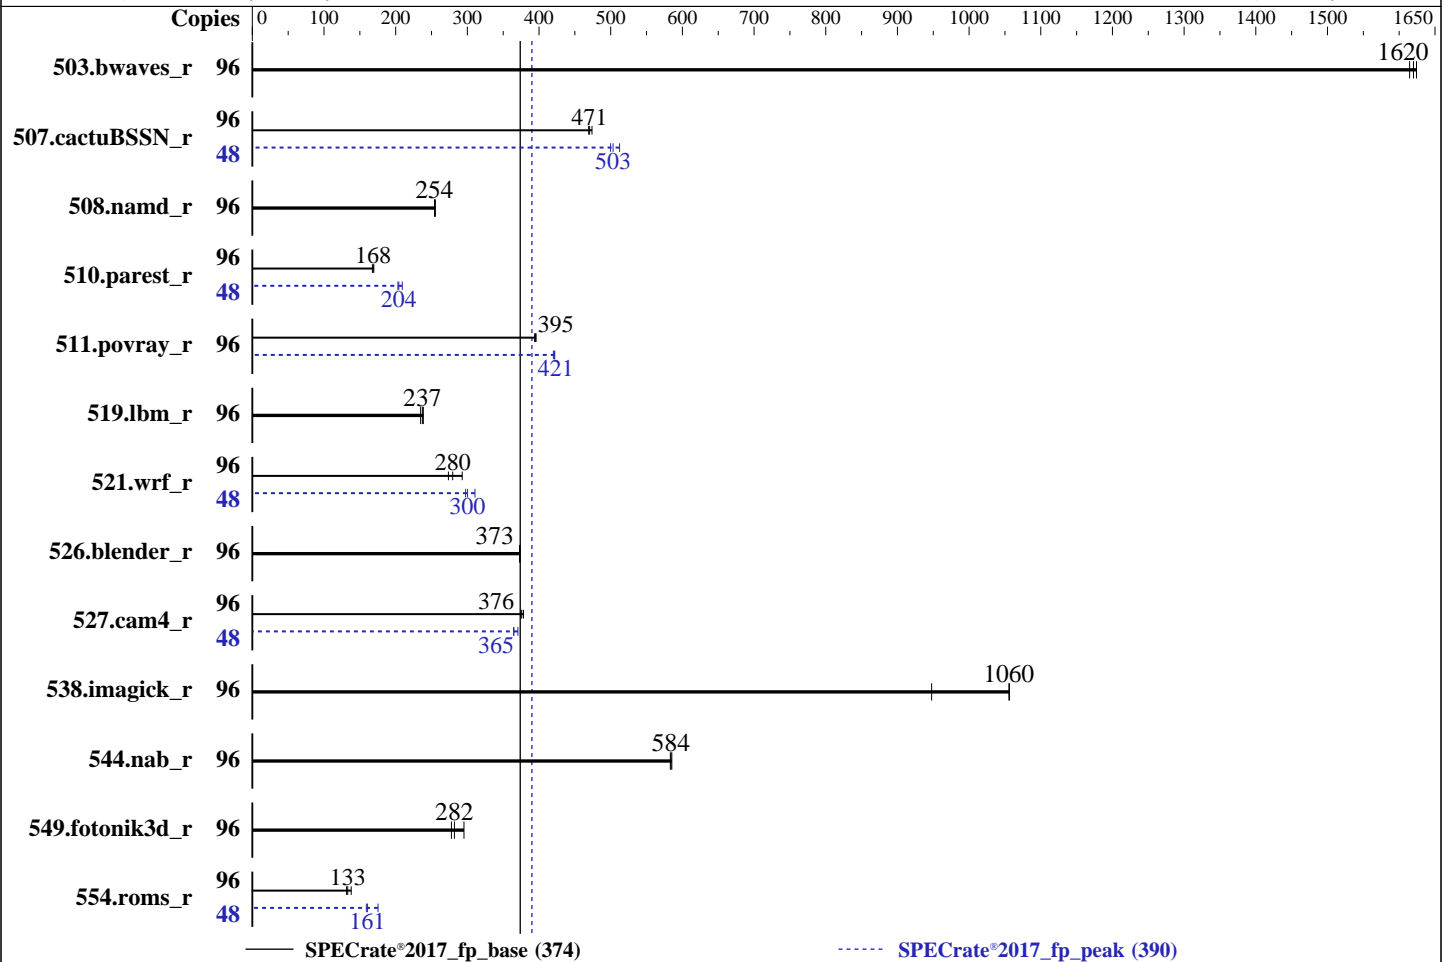 Copies 0 100 200 300 400 500 600 700 800 900 1000 1100 1200 1300 1400 1500 1650
503.bwaves_r 96 1620
507.cactuBSSN_r 96 471
48 503
508.namd_r 96 254
510.parest_r 96 168
48 204
511.povray_r 96 395
421
519.lbm_r 96 237
521.wrf_r 96 280
48 300
526.blender_r 96 373
527.cam4_r 96 376
48 365
538.imagick_r 96 1060
544.nab_r 96 584
549.fotonik3d_r 96 282
554.roms_r 96 133
48 161
SPECrate®2017_fp_base (374) SPECrate®2017_fp_peak (390)